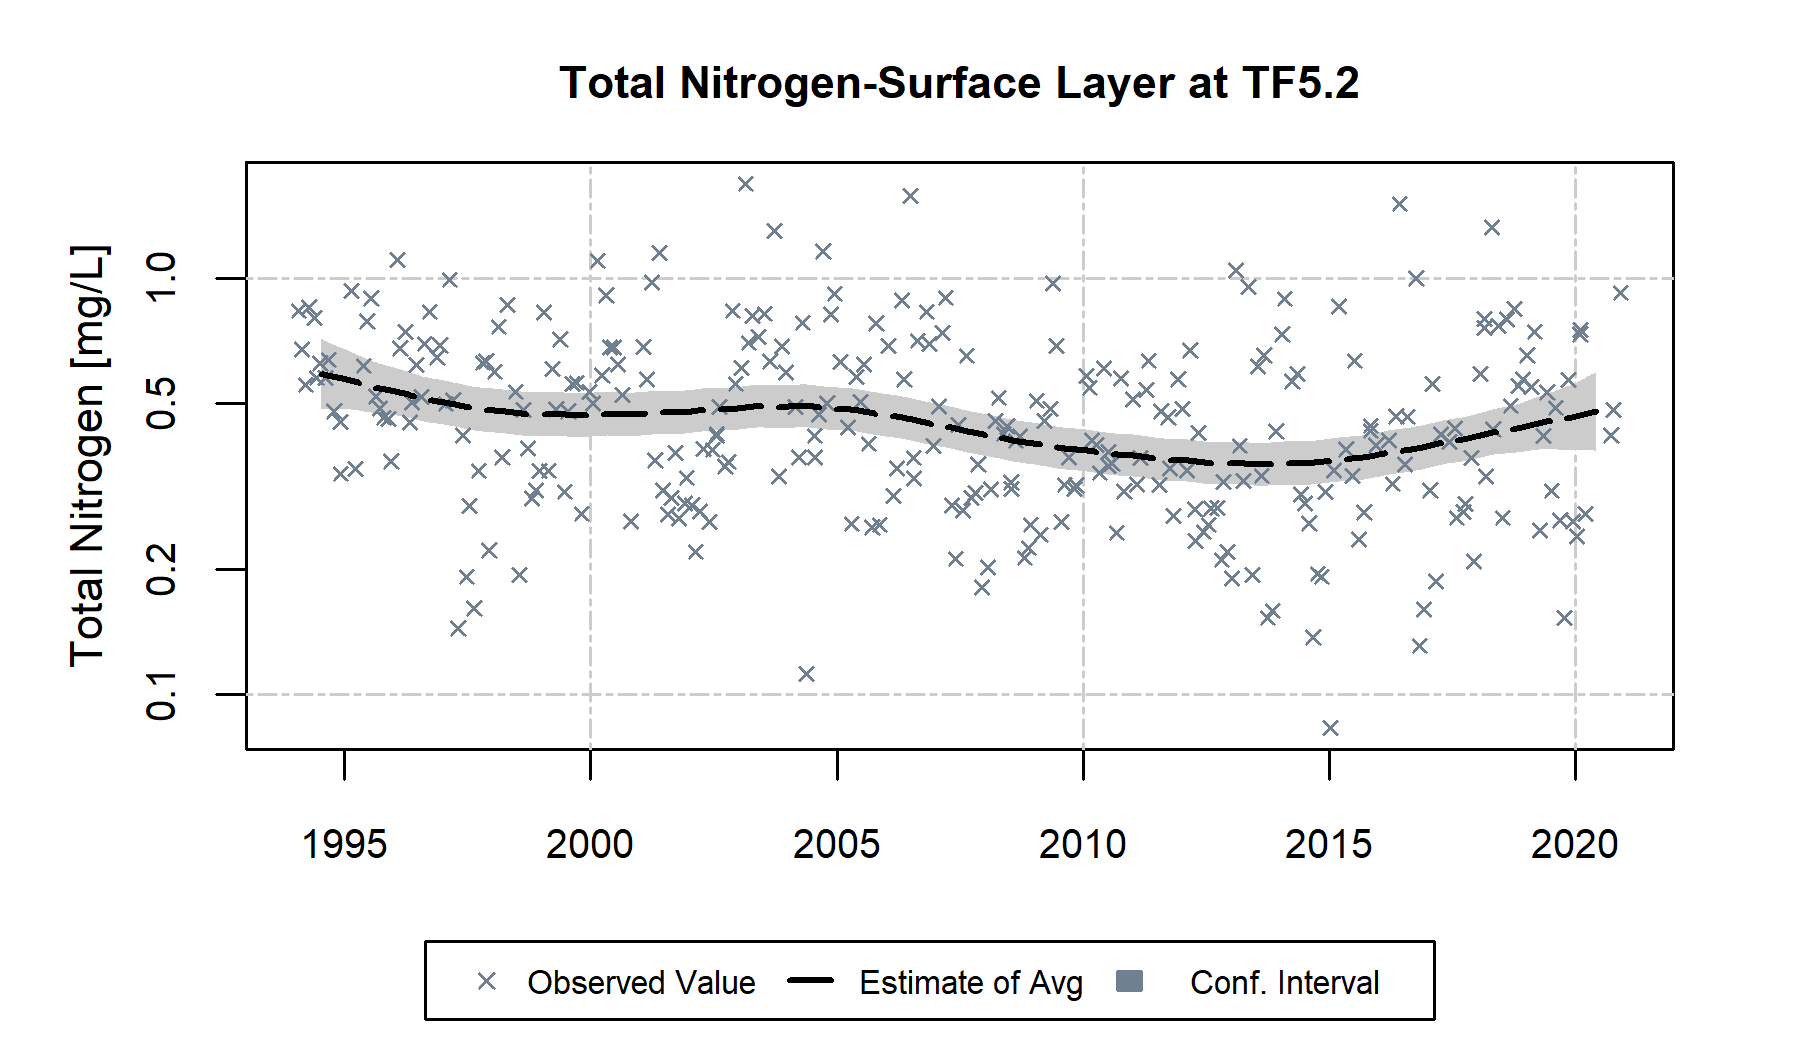 Total Nitrogen-Surface Layer at TF5.2
Total Nitrogen [mg/L]
1.0
0.5
0.2
0.1
1995 2000 2005 2010 2015 2020
Observed Value Estimate of Avg Conf. Interval